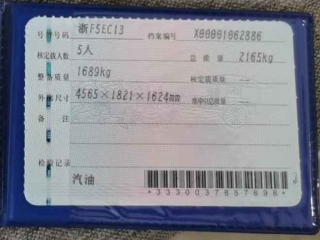 号牌号码 浙F5EC13 档案编号 X00001062886
核定载人数 5人 总质量 2165kg
整备质量 1689kg 核定载质量 --
外廓尺寸 4565×1821×1624mm 准牵引总质量 --
备注
检验记录
汽油 *3330037857698*